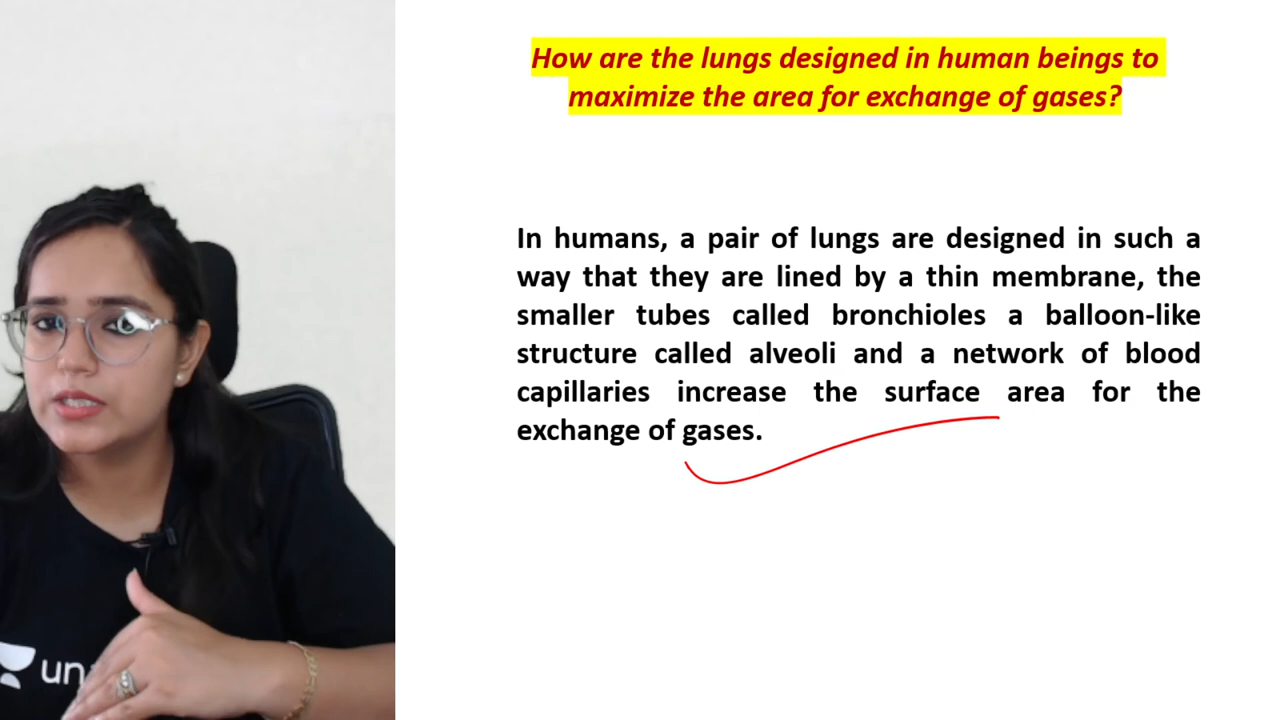 How are the lungs designed in human beings to
maximize the area for exchange of gases?
In humans, a pair of lungs are designed in such a
way that they are lined by a thin membrane, the
smaller tubes called bronchioles a balloon-like
structure called alveoli and a network of blood
capillaries increase the surface area for the
exchange of gases.